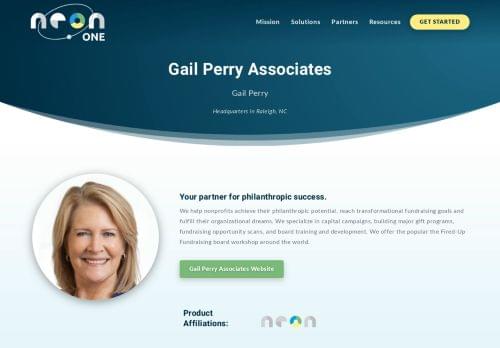 neon ONE
Mission Solutions Partners Resources GET STARTED
Gail Perry Associates
Gail Perry
Headquarters in Raleigh, NC
Your partner for philanthropic success.
We help nonprofits achieve their philanthropic potential, reach transformational fundraising goals and
fulfill their organizational dreams. We specialize in capital campaigns, building major gift programs,
fundraising opportunity scans, and board training and development. We offer the popular the Fired-Up
Fundraising board workshop around the world.
Gail Perry Associates Website
Product
Affiliations:
neon